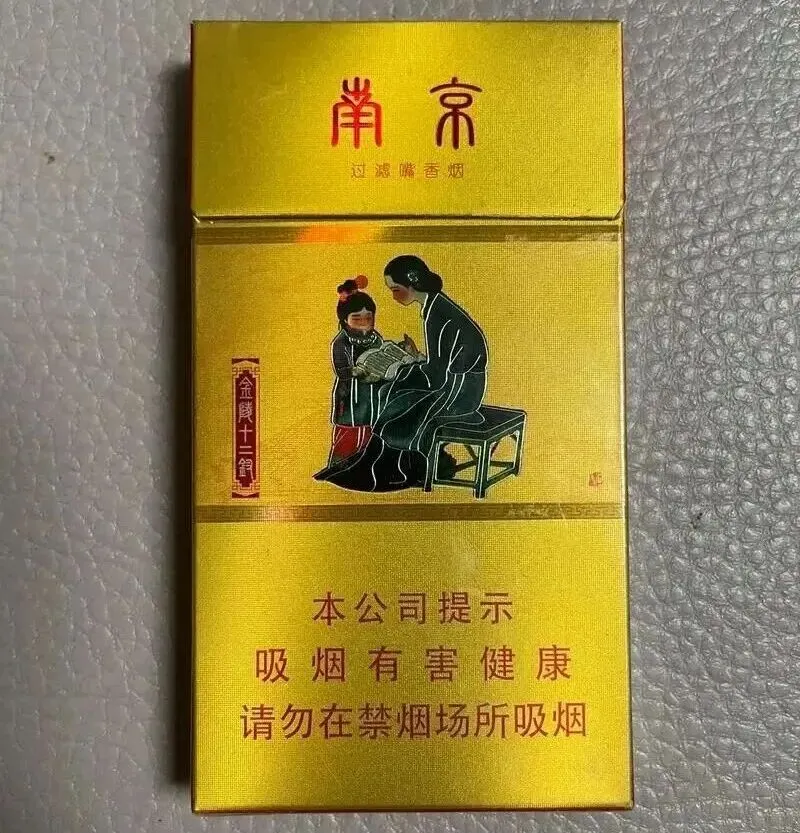 南京
过滤嘴香烟
金陵十二钗
本公司提示
吸烟有害健康
请勿在禁烟场所吸烟